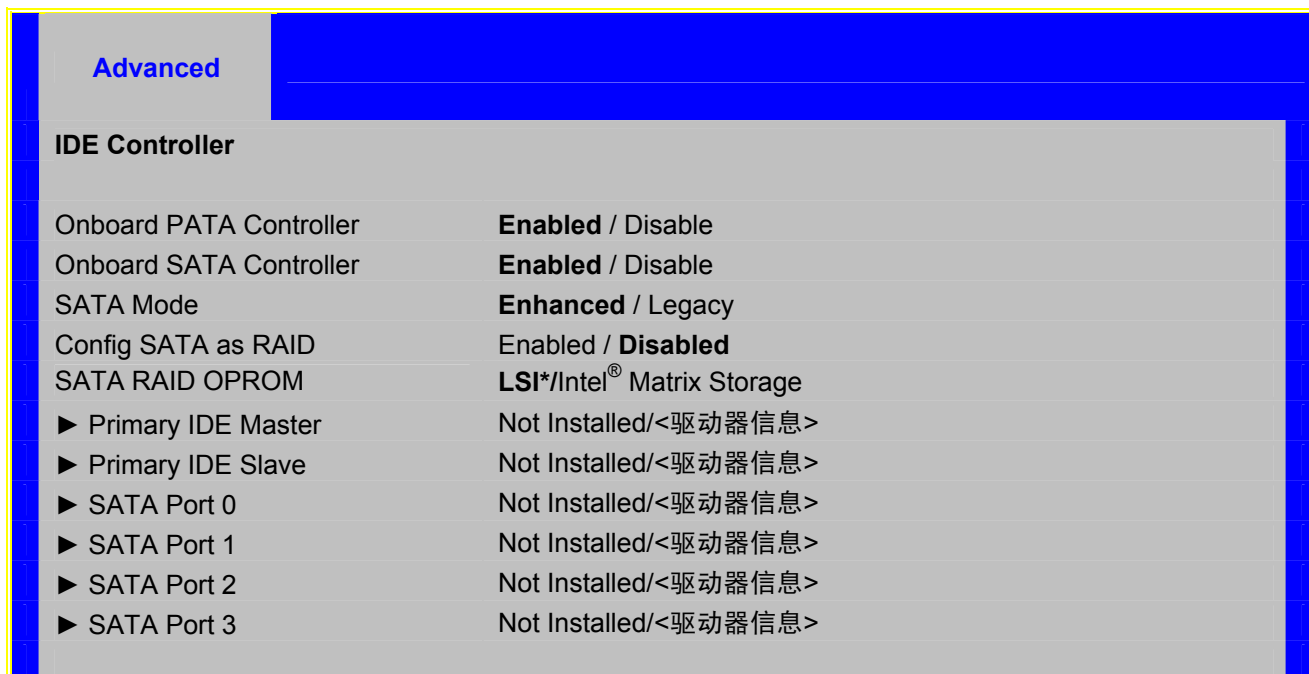 Advanced
IDE Controller
Onboard PATA Controller Enabled / Disable
Onboard SATA Controller Enabled / Disable
SATA Mode Enhanced / Legacy
Config SATA as RAID Enabled / Disabled
SATA RAID OPROM LSI*/Intel® Matrix Storage
► Primary IDE Master Not Installed/<驱动器信息>
► Primary IDE Slave Not Installed/<驱动器信息>
► SATA Port 0 Not Installed/<驱动器信息>
► SATA Port 1 Not Installed/<驱动器信息>
► SATA Port 2 Not Installed/<驱动器信息>
► SATA Port 3 Not Installed/<驱动器信息>